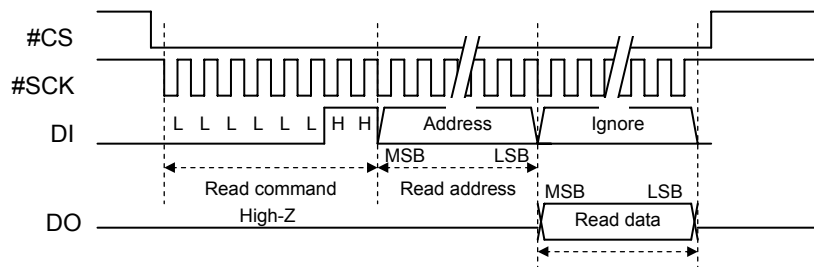 #CS
#SCK
DI L L L L L L H H Address Ignore
MSB LSB
Read command Read address
High-Z MSB LSB
DO Read data